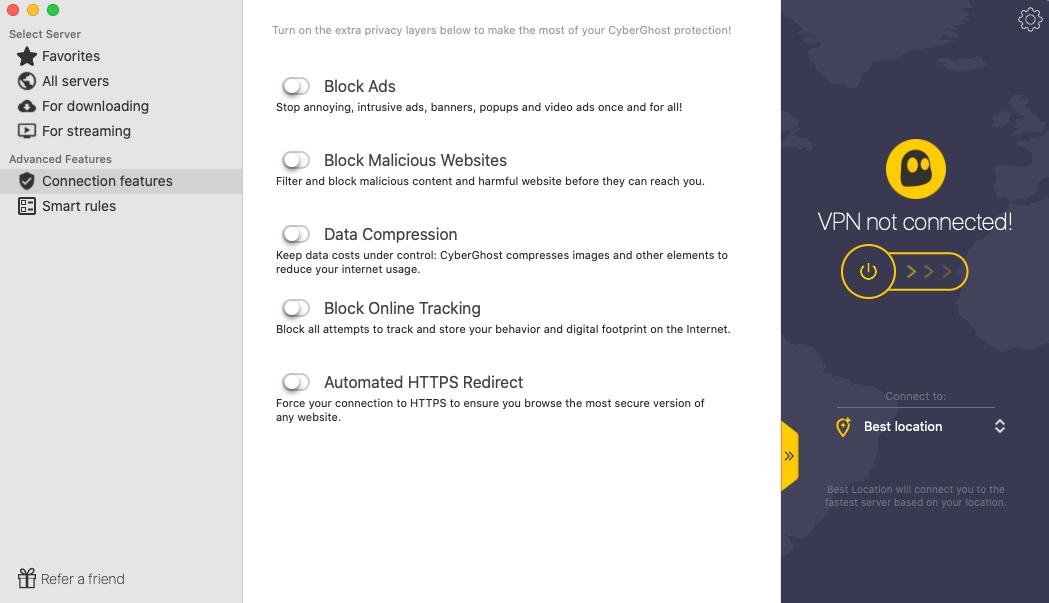 Select Server
Favorites
All servers
For downloading
For streaming
Advanced Features
Connection features
Smart rules
Refer a friend
Turn on the extra privacy layers below to make the most of your CyberGhost protection!
Block Ads
Stop annoying, intrusive ads, banners, popups and video ads once and for all!
Block Malicious Websites
Filter and block malicious content and harmful website before they can reach you.
Data Compression
Keep data costs under control: CyberGhost compresses images and other elements to
reduce your internet usage.
Block Online Tracking
Block all attempts to track and store your behavior and digital footprint on the Internet.
Automated HTTPS Redirect
Force your connection to HTTPS to ensure you browse the most secure version of
any website.
VPN not connected!
Connect to:
Best location
Best Location will connect you to the
fastest server based on your location.